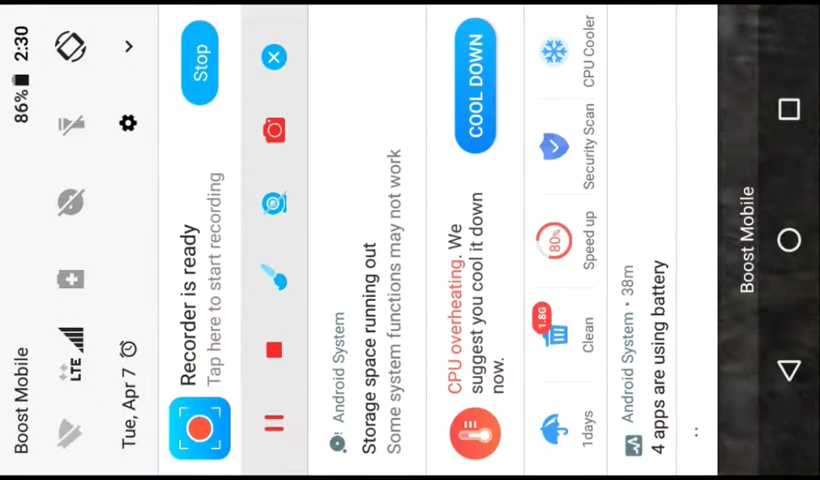 Boost Mobile
86% 2:30
LTE
Tue, Apr 7
Recorder is ready
Tap here to start recording
Stop
Android System
Storage space running out
Some system functions may not work
CPU overheating. We
suggest you cool it down
now.
COOL DOWN
1days
1.8G
Clean
80%
Speed up
Security Scan
CPU Cooler
Android System • 38m
4 apps are using battery
Boost Mobile